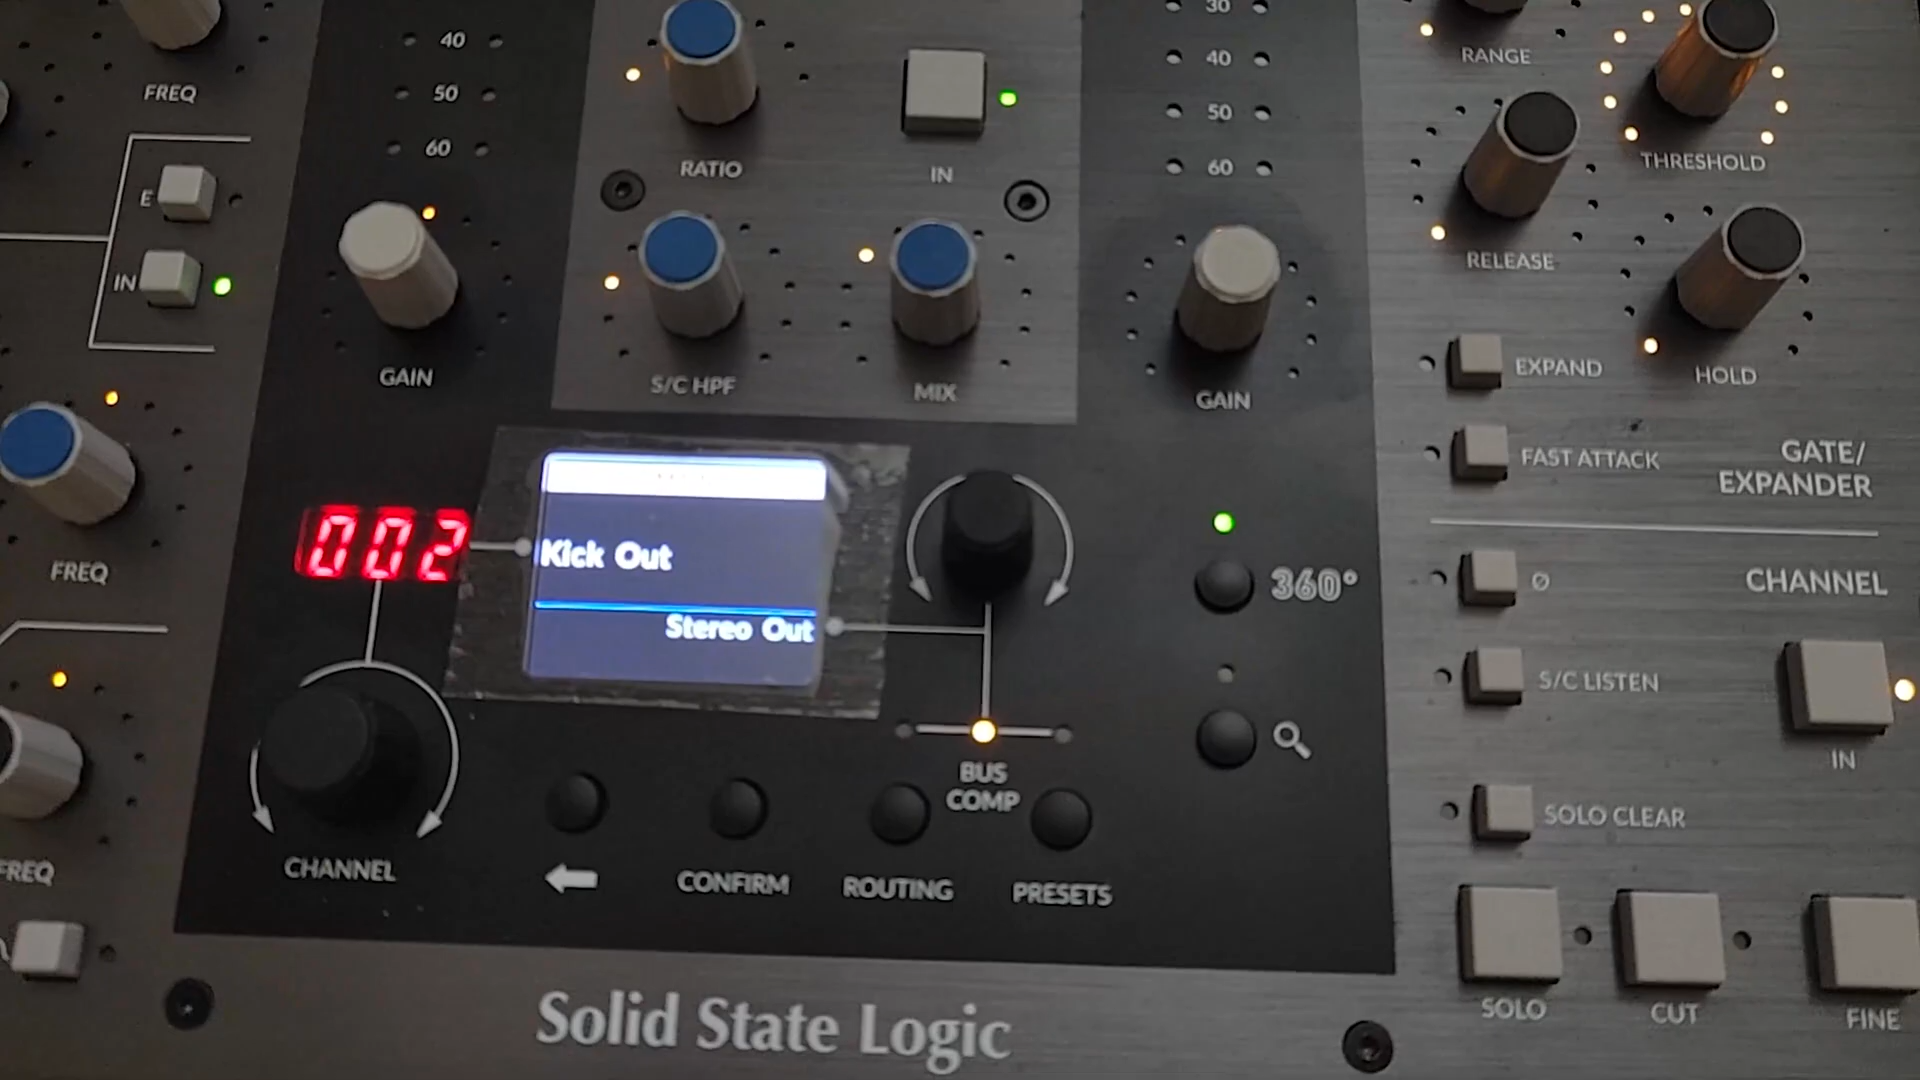 FREQ
40
50
60
E
IN
GAIN
RATIO
IN
S/C HPF
MIX
30
40
50
60
GAIN
RANGE
THRESHOLD
RELEASE
HOLD
EXPAND
FAST ATTACK
GATE/
EXPANDER
FREQ
002
Kick Out
Stereo Out
360°
Ø
CHANNEL
S/C LISTEN
IN
BUS
COMP
SOLO CLEAR
FREQ
CHANNEL
CONFIRM
ROUTING
PRESETS
SOLO
CUT
FINE
Solid State Logic